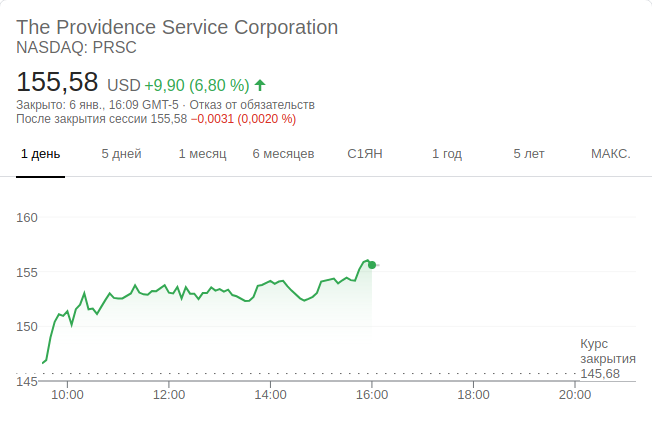 The Providence Service Corporation
NASDAQ: PRSC
155,58 USD +9,90 (6,80 %)
Закрыто: 6 янв., 16:09 GMT-5 · Отказ от обязательств
После закрытия сессии 155,58 −0,0031 (0,0020 %)
1 день 5 дней 1 месяц 6 месяцев С1ЯН 1 год 5 лет МАКС.
160
155
150
Курс
закрытия
145,68
145
10:00 12:00 14:00 16:00 18:00 20:00